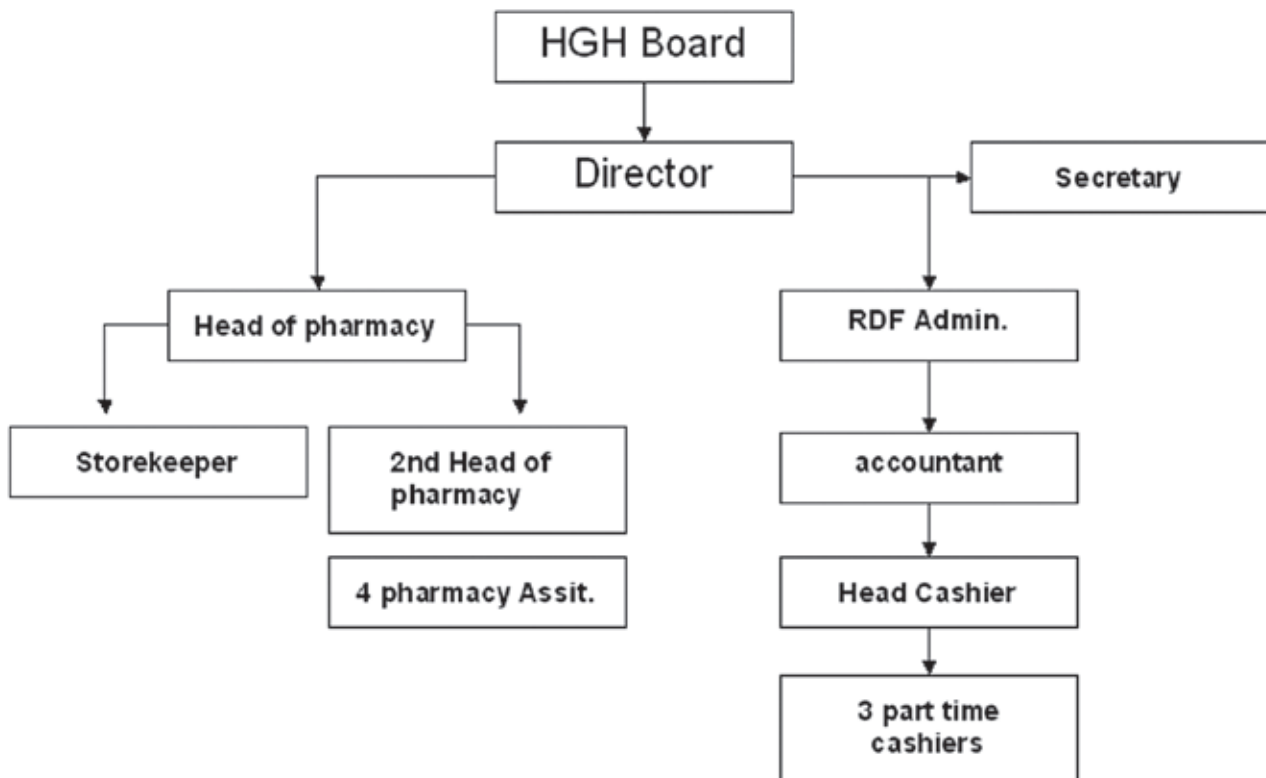 HGH Board
Director
Secretary
Head of pharmacy
RDF Admin.
Storekeeper
2nd Head of
pharmacy
accountant
4 pharmacy Assit.
Head Cashier
3 part time
cashiers